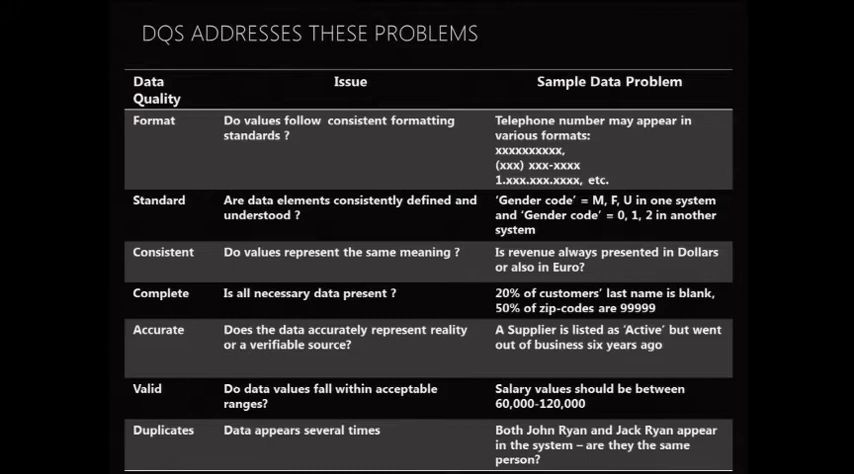 DQS ADDRESSES THESE PROBLEMS
Data Quality	Issue	Sample Data Problem
Format	Do values follow consistent formatting standards ?	Telephone number may appear in various formats: xxxxxxxxxx, (xxx) xxx-xxxx 1.xxx.xxx.xxxx, etc.
Standard	Are data elements consistently defined and understood ?	‘Gender code’ = M, F, U in one system and ‘Gender code’ = 0, 1, 2 in another system
Consistent	Do values represent the same meaning ?	Is revenue always presented in Dollars or also in Euro?
Complete	Is all necessary data present ?	20% of customers’ last name is blank, 50% of zip-codes are 99999
Accurate	Does the data accurately represent reality or a verifiable source?	A Supplier is listed as ‘Active’ but went out of business six years ago
Valid	Do data values fall within acceptable ranges?	Salary values should be between 60,000-120,000
Duplicates	Data appears several times	Both John Ryan and Jack Ryan appear in the system – are they the same person?